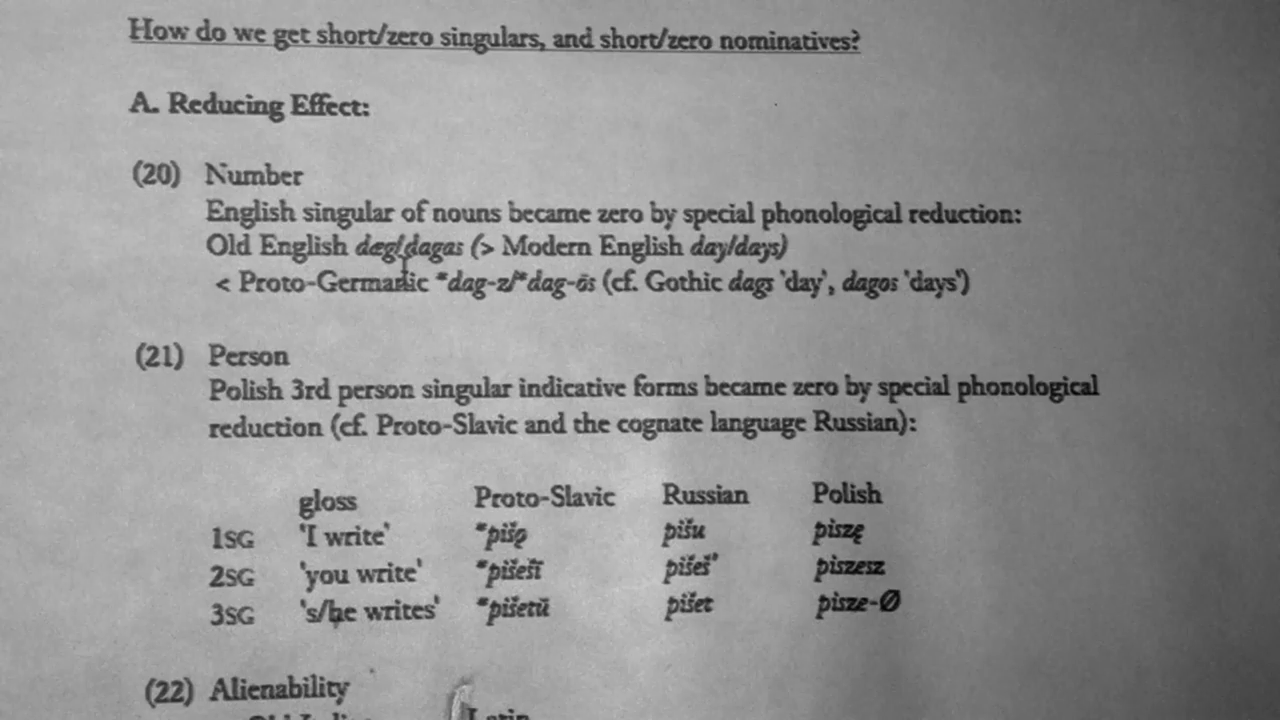 How do we get short/zero singulars, and short/zero nominatives?
A. Reducing Effect:
(20) Number
English singular of nouns became zero by special phonological reduction:
Old English dæg/dagas (> Modern English day/days)
< Proto-Germanic *dag-z/*dag-ōs (cf. Gothic dags 'day', dagos 'days')
(21) Person
Polish 3rd person singular indicative forms became zero by special phonological
reduction (cf. Proto-Slavic and the cognate language Russian):
gloss Proto-Slavic Russian Polish
1SG 'I write' *pišǫ pišu piszę
2SG 'you write' *pišešĭ pišeš' piszesz
3SG 's/he writes' *pišetŭ pišet pisze-Ø
(22) Alienability
Latin